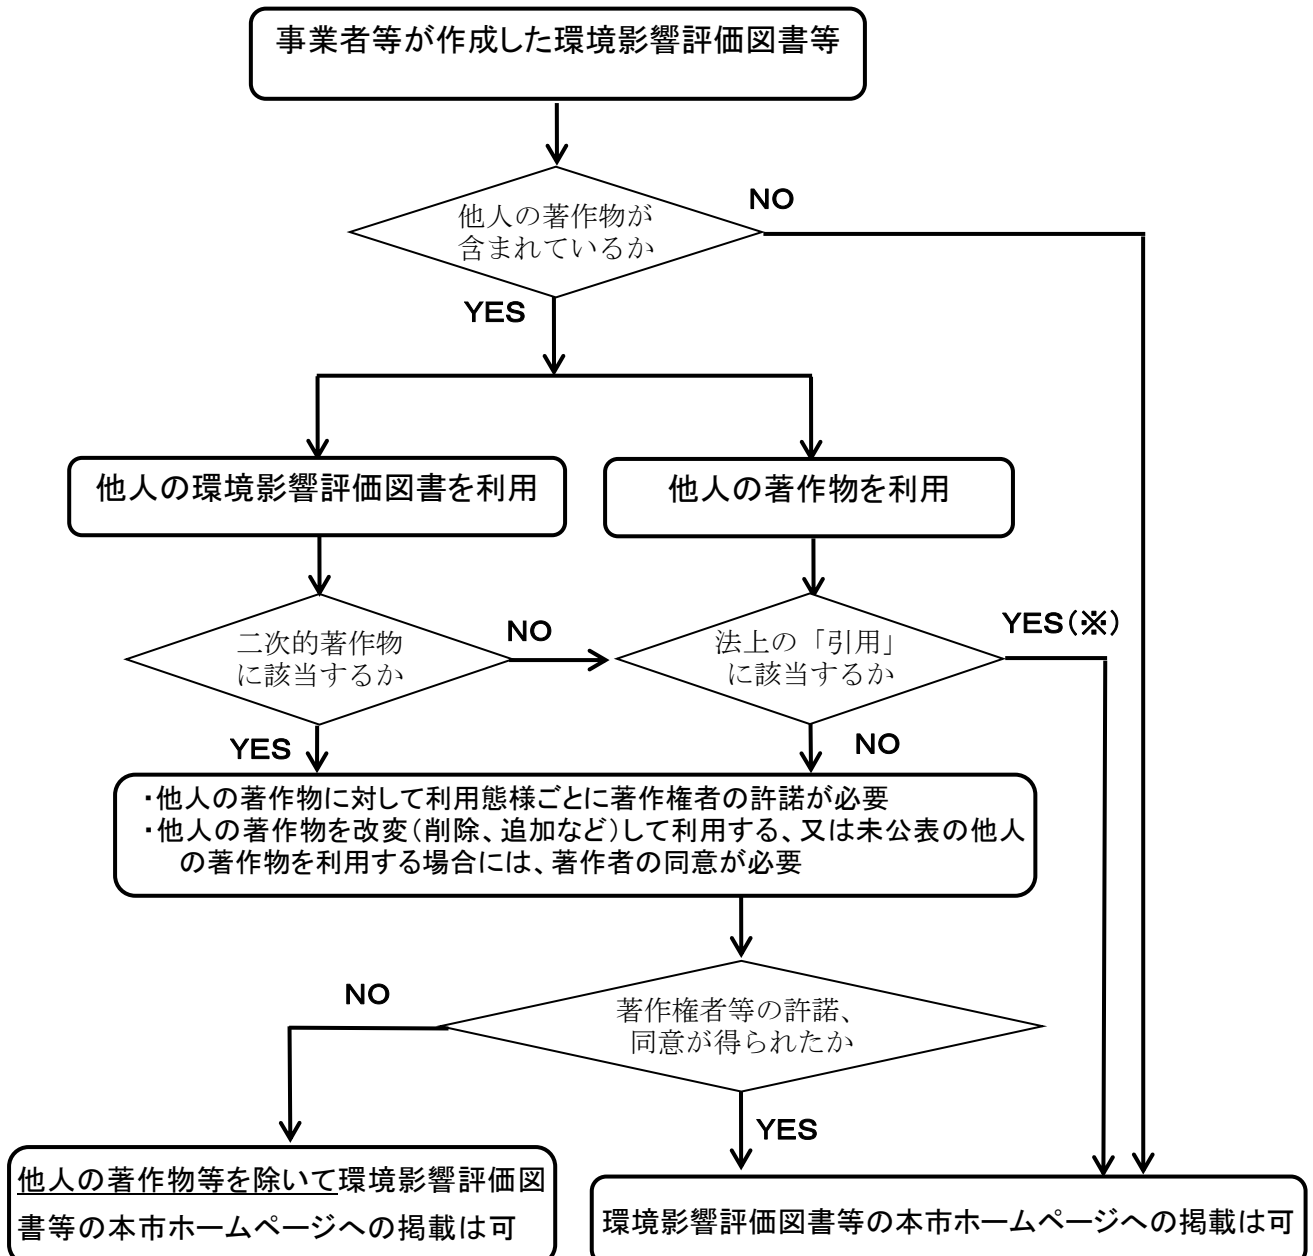 事業者等が作成した環境影響評価図書等
他人の著作物が
含まれているか
NO
YES
他人の環境影響評価図書を利用
他人の著作物を利用
二次的著作物
に該当するか
NO
法上の「引用」
に該当するか
YES(※)
YES
NO
・他人の著作物に対して利用態様ごとに著作権者の許諾が必要
・他人の著作物を改変(削除、追加など)して利用する、又は未公表の他人
の著作物を利用する場合には、著作者の同意が必要
著作権者等の許諾、
同意が得られたか
NO
YES
他人の著作物等を除いて環境影響評価図
書等の本市ホームページへの掲載は可
環境影響評価図書等の本市ホームページへの掲載は可